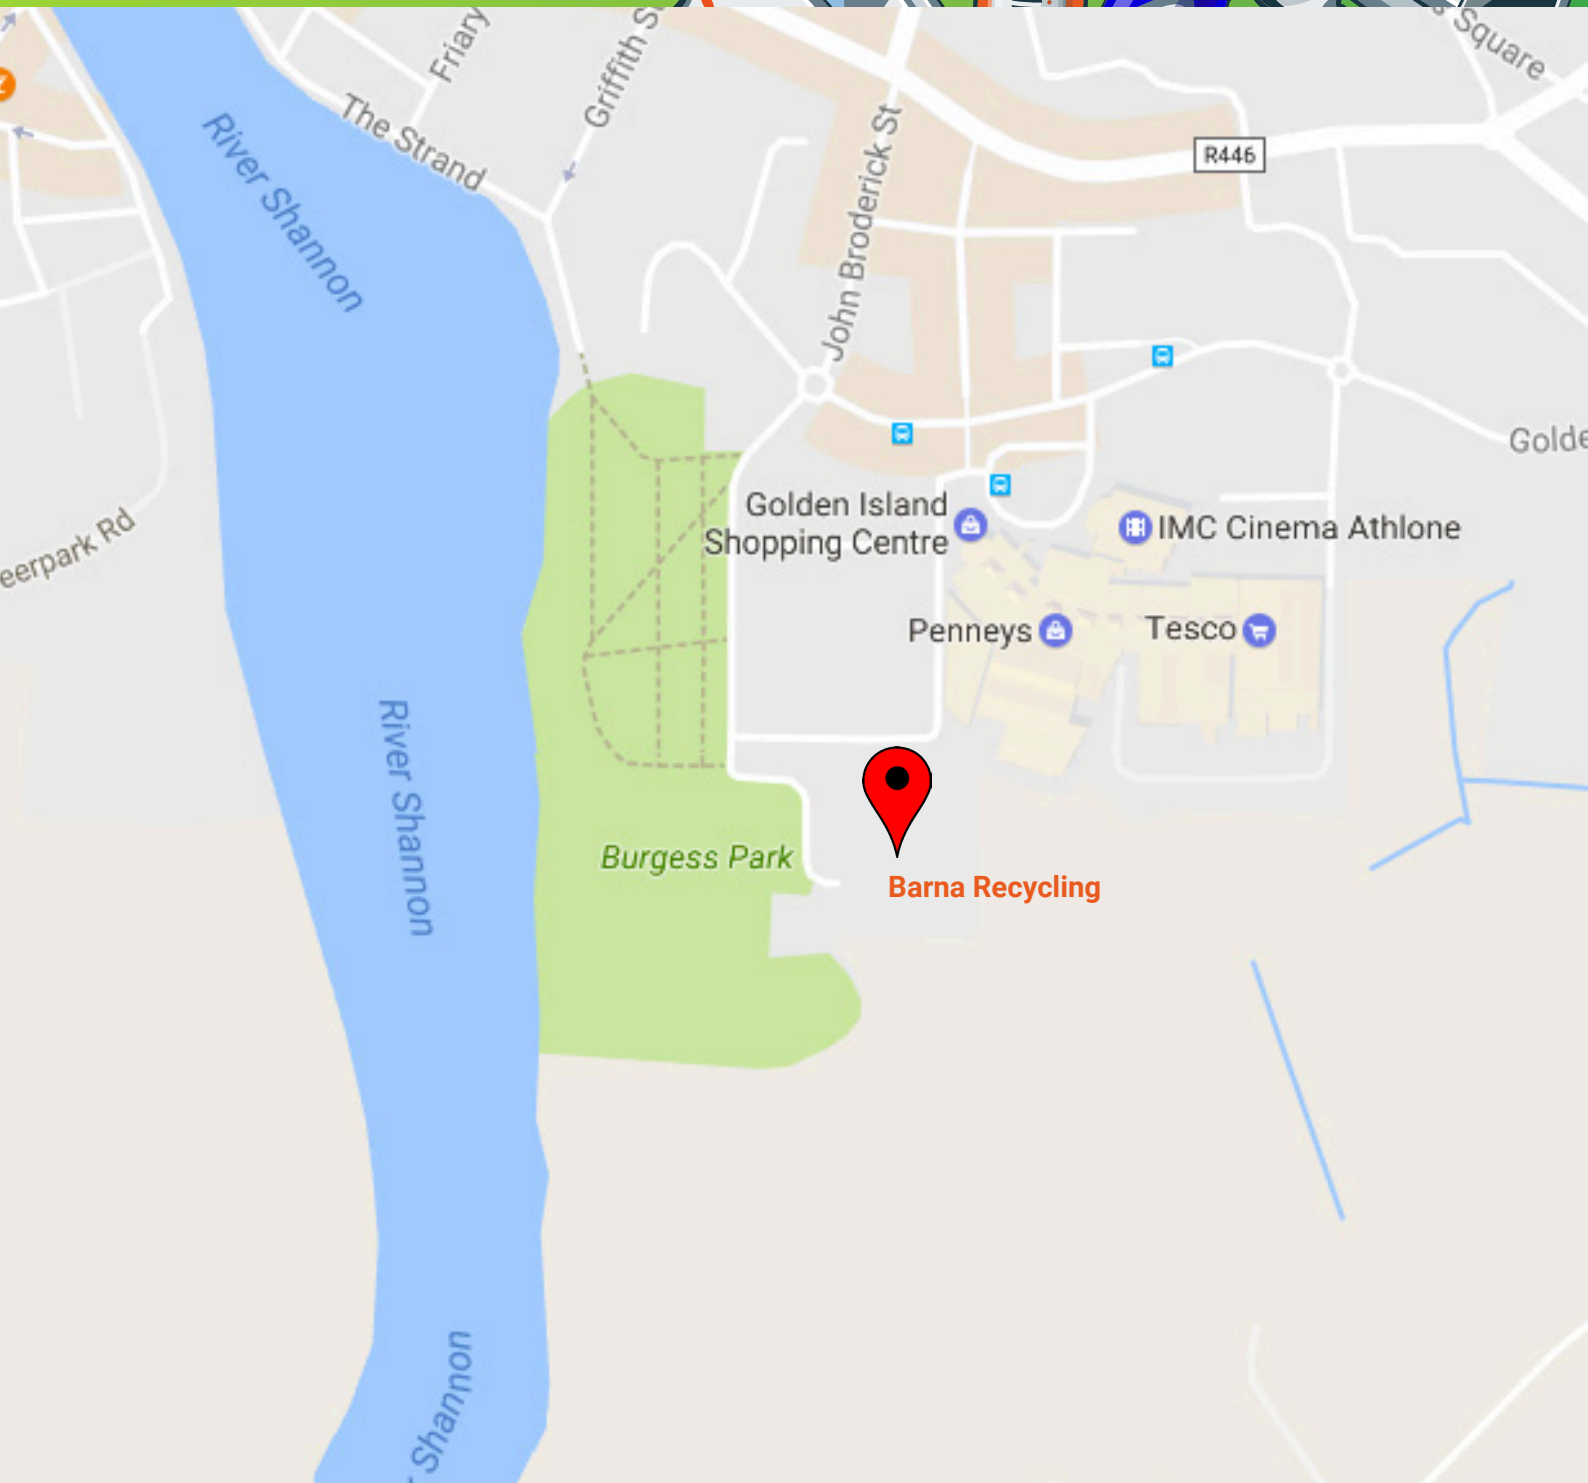 Friary
Griffith S
Square
The Strand
River Shannon
R446
John Broderick St
Golde
Golden Island
Shopping Centre
IMC Cinema Athlone
eerpark Rd
Penneys
Tesco
River Shannon
Burgess Park
Barna Recycling
Shannon